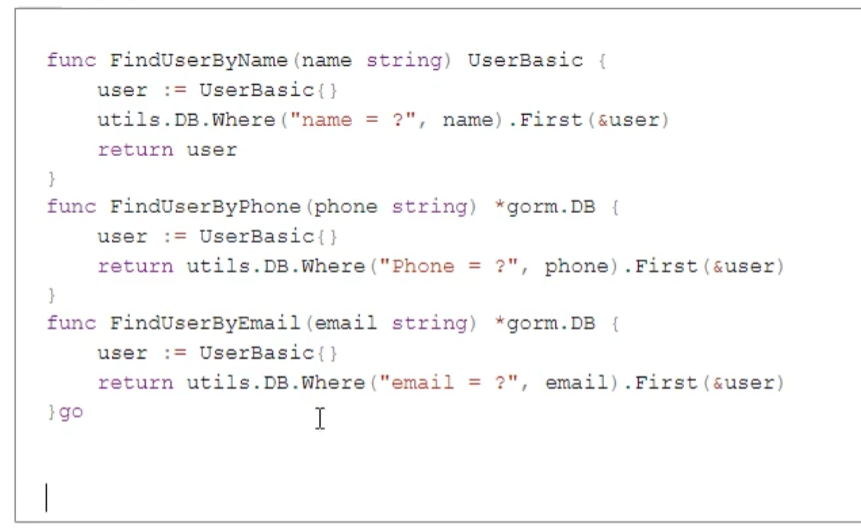 func FindUserByName(name string) UserBasic {
    user := UserBasic{}
    utils.DB.Where("name = ?", name).First(&user)
    return user
}
func FindUserByPhone(phone string) *gorm.DB {
    user := UserBasic{}
    return utils.DB.Where("Phone = ?", phone).First(&user)
}
func FindUserByEmail(email string) *gorm.DB {
    user := UserBasic{}
    return utils.DB.Where("email = ?", email).First(&user)
}go